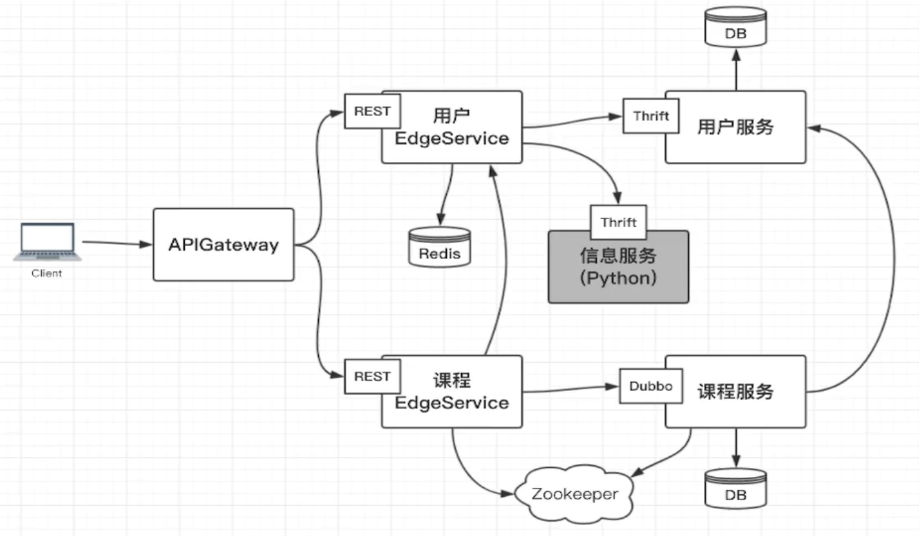 DB
REST
用户
EdgeService
Thrift
用户服务
Thrift
APIGateway
Redis
信息服务
（Python）
Client
REST
课程
EdgeService
Dubbo
课程服务
Zookeeper
DB